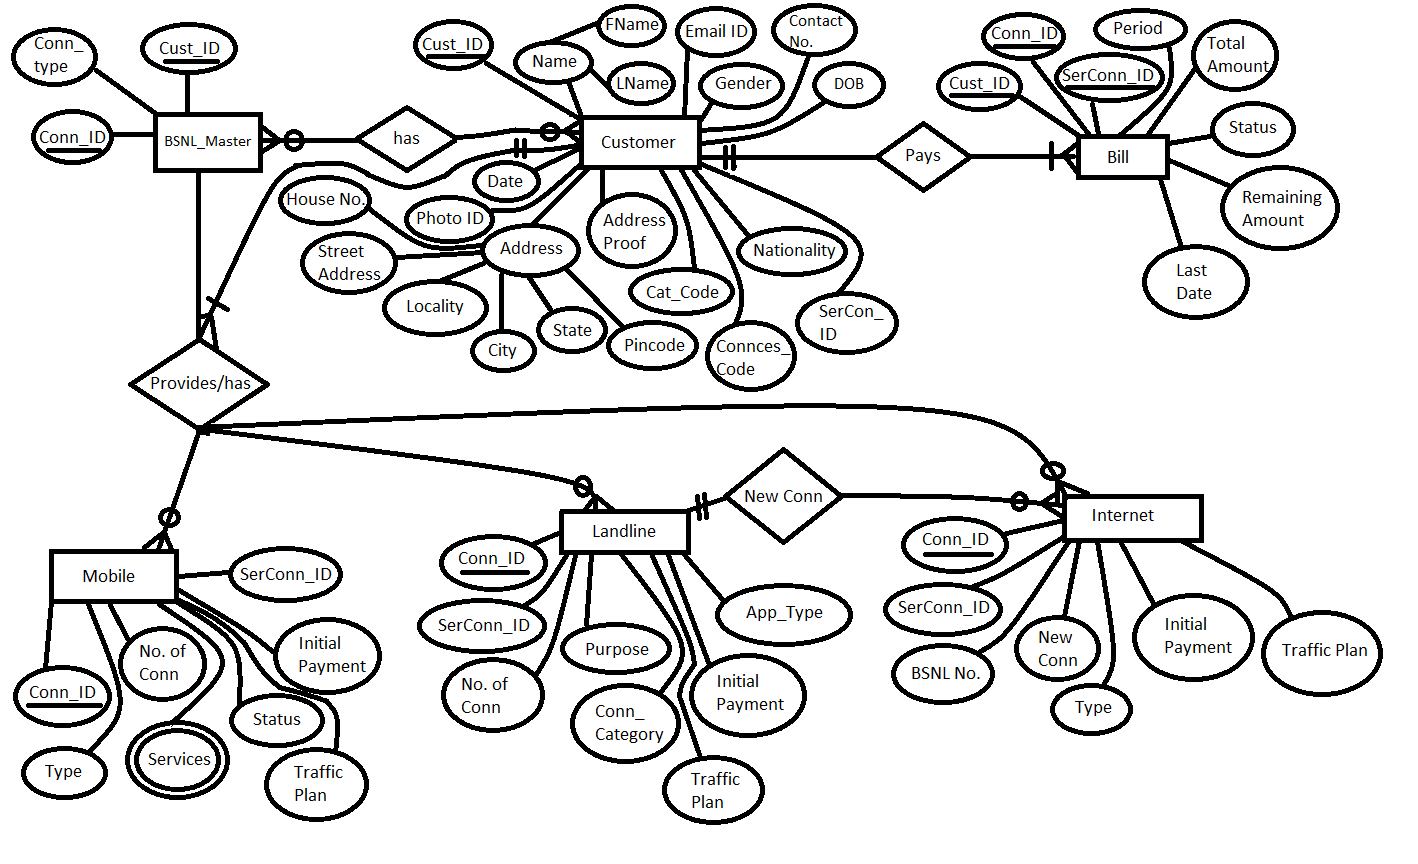 Conn_
type
Cust_ID
Conn_ID
BSNL_Master
has
Cust_ID
Name
FName
LName
Email ID
Contact
No.
Gender
DOB
Customer
Date
Photo ID
House No.
Street
Address
Address
Locality
City
State
Pincode
Address
Proof
Cat_Code
Connces_
Code
Nationality
SerCon_
ID
Pays
Conn_ID
Period
Total
Amount
Cust_ID
SerConn_ID
Status
Bill
Remaining
Amount
Last
Date
Provides/has
New Conn
Mobile
SerConn_ID
Initial
Payment
No. of
Conn
Conn_ID
Status
Type
Services
Traffic
Plan
Landline
Conn_ID
SerConn_ID
No. of
Conn
Purpose
Conn_
Category
App_Type
Initial
Payment
Traffic
Plan
Internet
Conn_ID
SerConn_ID
BSNL No.
New
Conn
Type
Initial
Payment
Traffic Plan